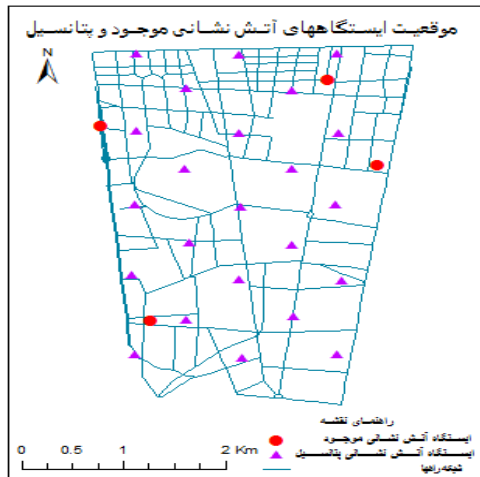 موقعیت ایستگاههای آتش نشانی موجود و پتانسیل
N
راهنمای نقشه
ایستگاه آتش نشانی موجود
ایستگاه آتش نشانی پتانسیل
شبکه راهها
0 0.5 1 2 Km